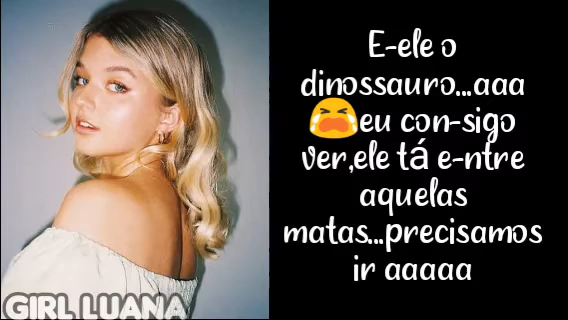 E-ele o
dinossauro...aaa
😭eu con-sigo
ver,ele tá e-ntre
aquelas
matas...precisamos
ir aaaaa
GIRL LUANA